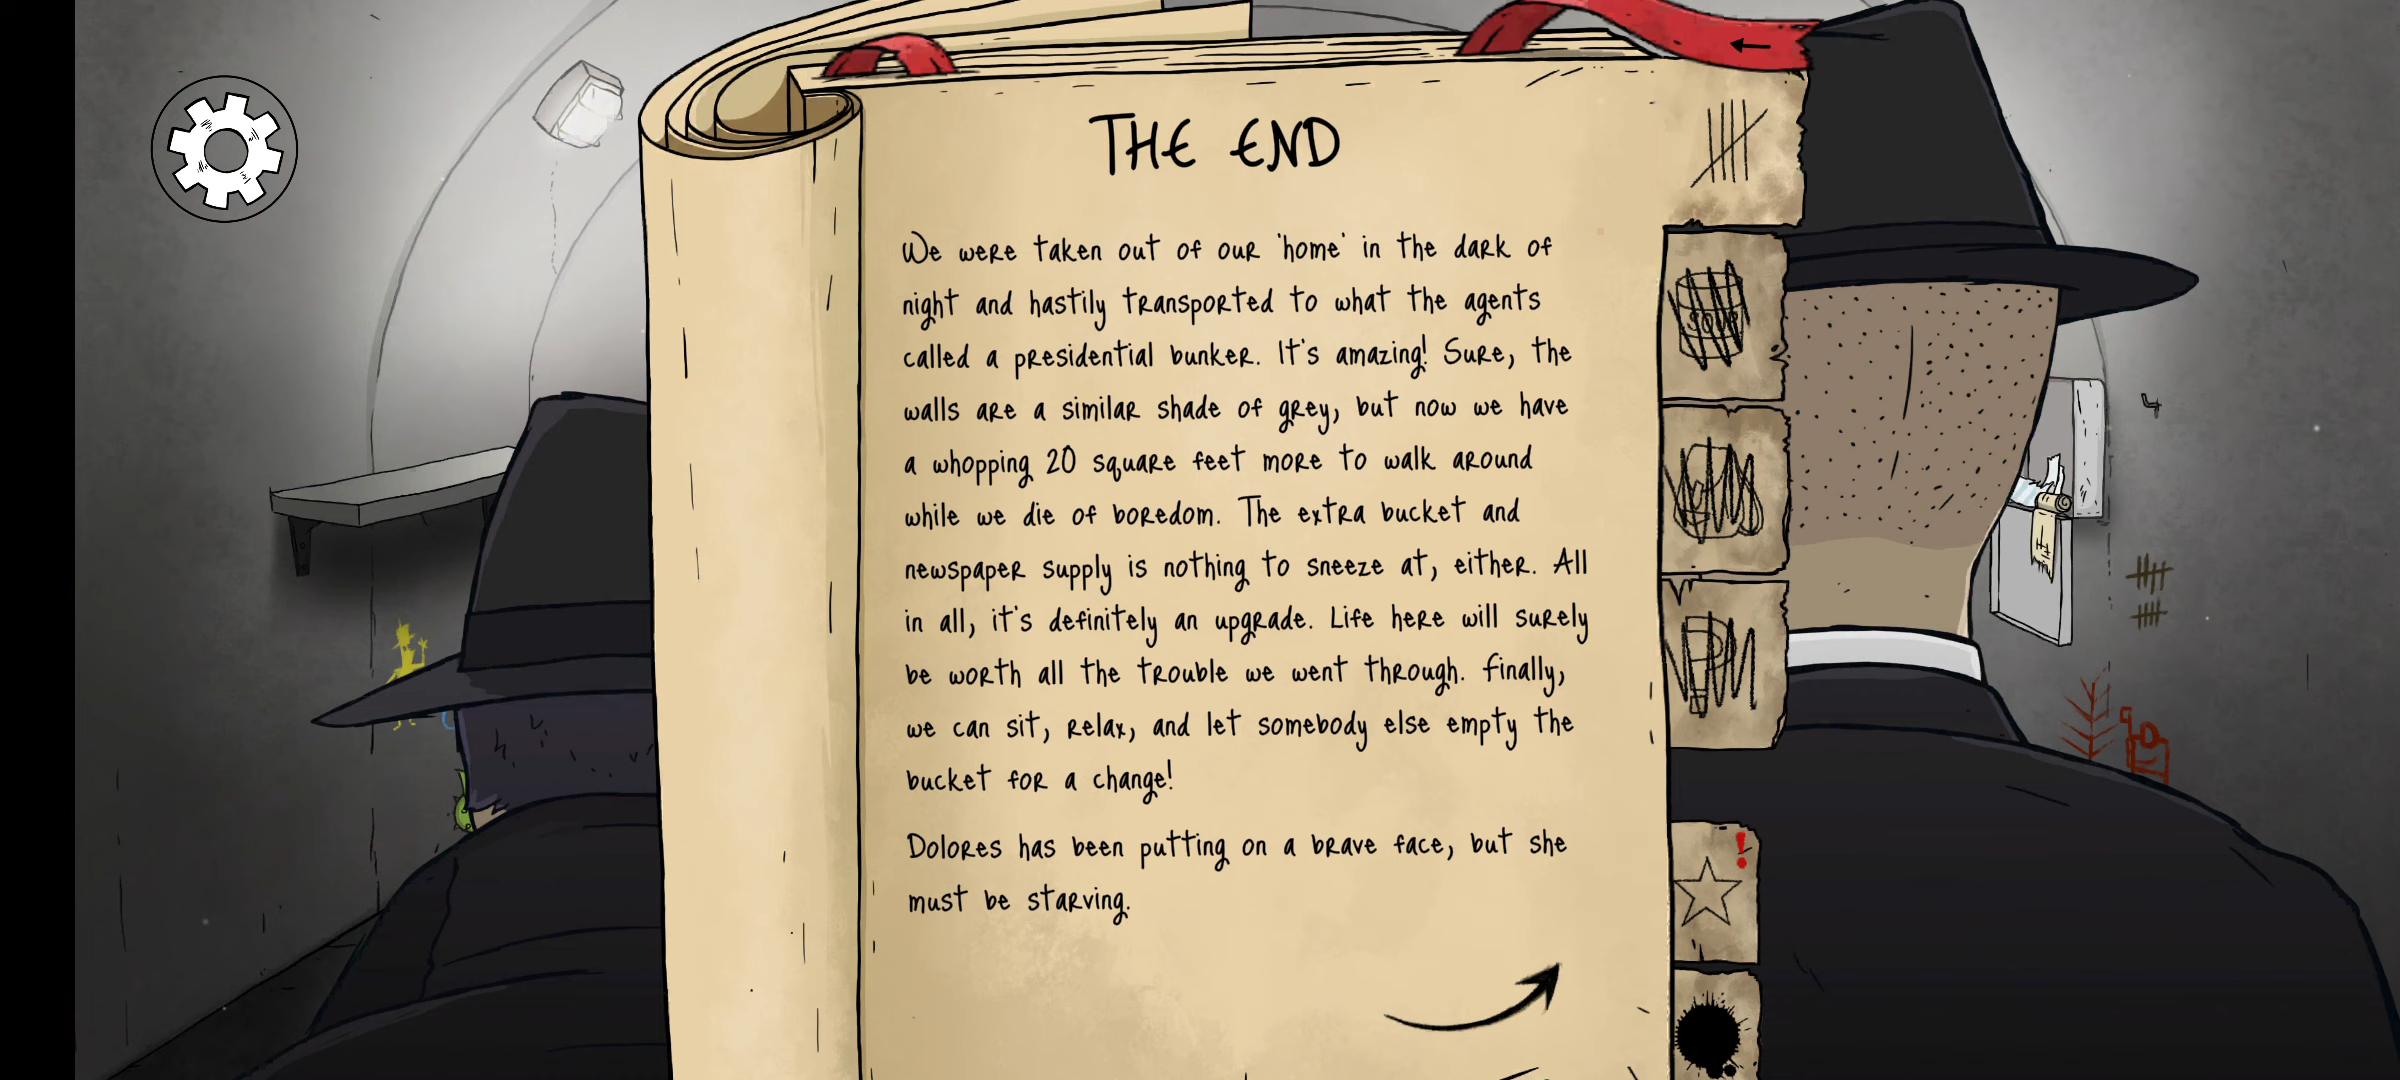 THE END
We were taken out of our 'home' in the dark of
night and hastily transported to what the agents
called a presidential bunker. It's amazing! Sure, the
walls are a similar shade of grey, but now we have
a whopping 20 square feet more to walk around
while we die of boredom. The extra bucket and
newspaper supply is nothing to sneeze at, either. All
in all, it's definitely an upgrade. Life here will surely
be worth all the trouble we went through. Finally,
we can sit, relax, and let somebody else empty the
bucket for a change!
Dolores has been putting on a brave face, but she
must be starving.
SOUP
!